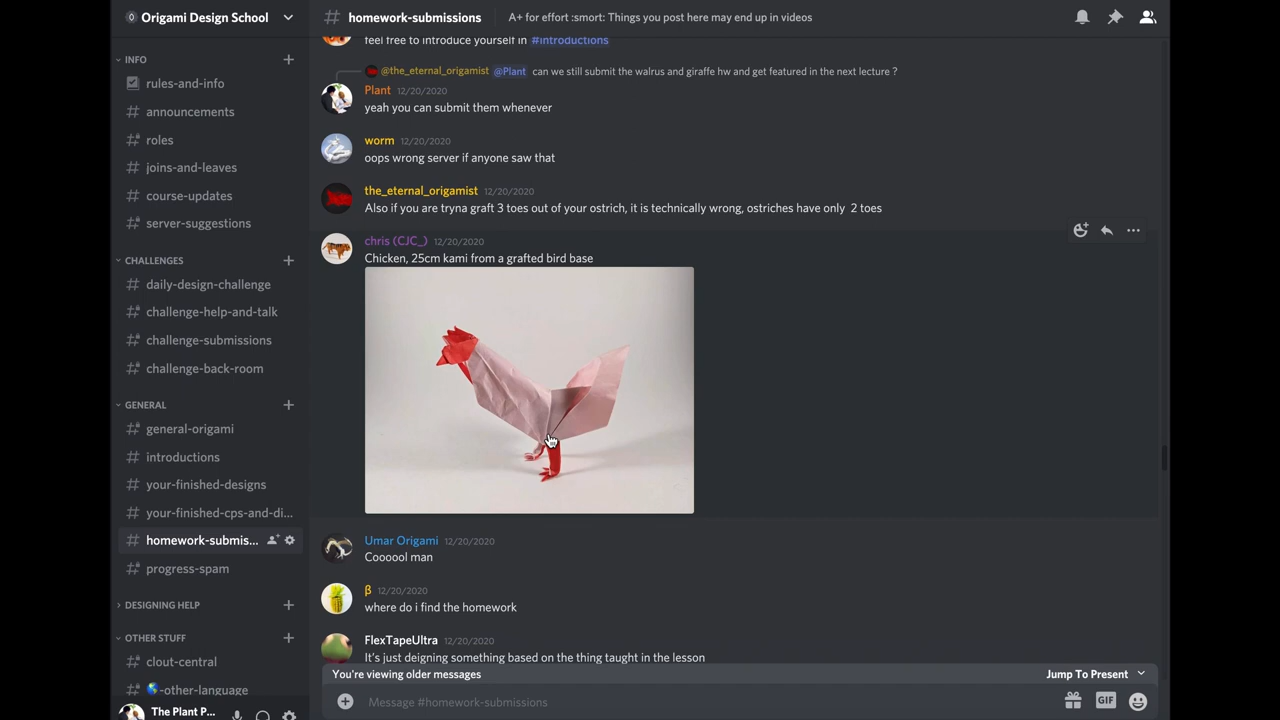 Origami Design School
INFO
rules-and-info
announcements
roles
joins-and-leaves
course-updates
server-suggestions
CHALLENGES
daily-design-challenge
challenge-help-and-talk
challenge-submissions
challenge-back-room
GENERAL
general-origami
introductions
your-finished-designs
your-finished-cps-and-di...
homework-submis...
progress-spam
DESIGNING HELP
OTHER STUFF
clout-central
-other-language
The Plant P...
homework-submissions A+ for effort :smort: Things you post here may end up in videos
feel free to introduce yourself in #introductions
@the_eternal_origamist @Plant can we still submit the walrus and giraffe hw and get featured in the next lecture ?
Plant 12/20/2020
yeah you can submit them whenever
worm 12/20/2020
oops wrong server if anyone saw that
the_eternal_origamist 12/20/2020
Also if you are tryna graft 3 toes out of your ostrich, it is technically wrong, ostriches have only 2 toes
chris (CJC_) 12/20/2020
Chicken, 25cm kami from a grafted bird base
Umar Origami 12/20/2020
Coooool man
β 12/20/2020
where do i find the homework
FlexTapeUltra 12/20/2020
It's just deigning something based on the thing taught in the lesson
You're viewing older messages Jump To Present
Message #homework-submissions
GIF